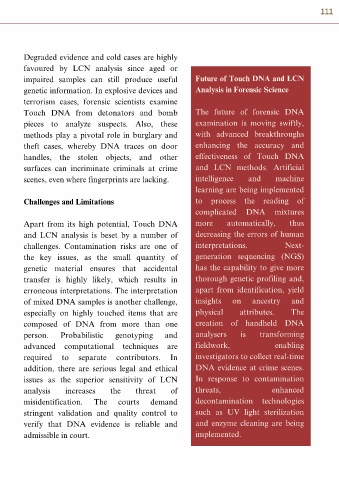 111
Degraded evidence and cold cases are highly
favoured by LCN analysis since aged or
impaired samples can still produce useful
genetic information. In explosive devices and
terrorism cases, forensic scientists examine
Touch DNA from detonators and bomb
pieces to analyze suspects. Also, these
methods play a pivotal role in burglary and
theft cases, whereby DNA traces on door
handles, the stolen objects, and other
surfaces can incriminate criminals at crime
scenes, even where fingerprints are lacking.
Challenges and Limitations
Apart from its high potential, Touch DNA
and LCN analysis is beset by a number of
challenges. Contamination risks are one of
the key issues, as the small quantity of
genetic material ensures that accidental
transfer is highly likely, which results in
erroneous interpretations. The interpretation
of mixed DNA samples is another challenge,
especially on highly touched items that are
composed of DNA from more than one
person. Probabilistic genotyping and
advanced computational techniques are
required to separate contributors. In
addition, there are serious legal and ethical
issues as the superior sensitivity of LCN
analysis increases the threat of
misidentification. The courts demand
stringent validation and quality control to
verify that DNA evidence is reliable and
admissible in court.
Future of Touch DNA and LCN
Analysis in Forensic Science
The future of forensic DNA
examination is moving swiftly,
with advanced breakthroughs
enhancing the accuracy and
effectiveness of Touch DNA
and LCN methods. Artificial
intelligence and machine
learning are being implemented
to process the reading of
complicated DNA mixtures
more automatically, thus
decreasing the errors of human
interpretations. Next-
generation sequencing (NGS)
has the capability to give more
thorough genetic profiling and,
apart from identification, yield
insights on ancestry and
physical attributes. The
creation of handheld DNA
analysers is transforming
fieldwork, enabling
investigators to collect real-time
DNA evidence at crime scenes.
In response to contamination
threats, enhanced
decontamination technologies
such as UV light sterilization
and enzyme cleaning are being
implemented.